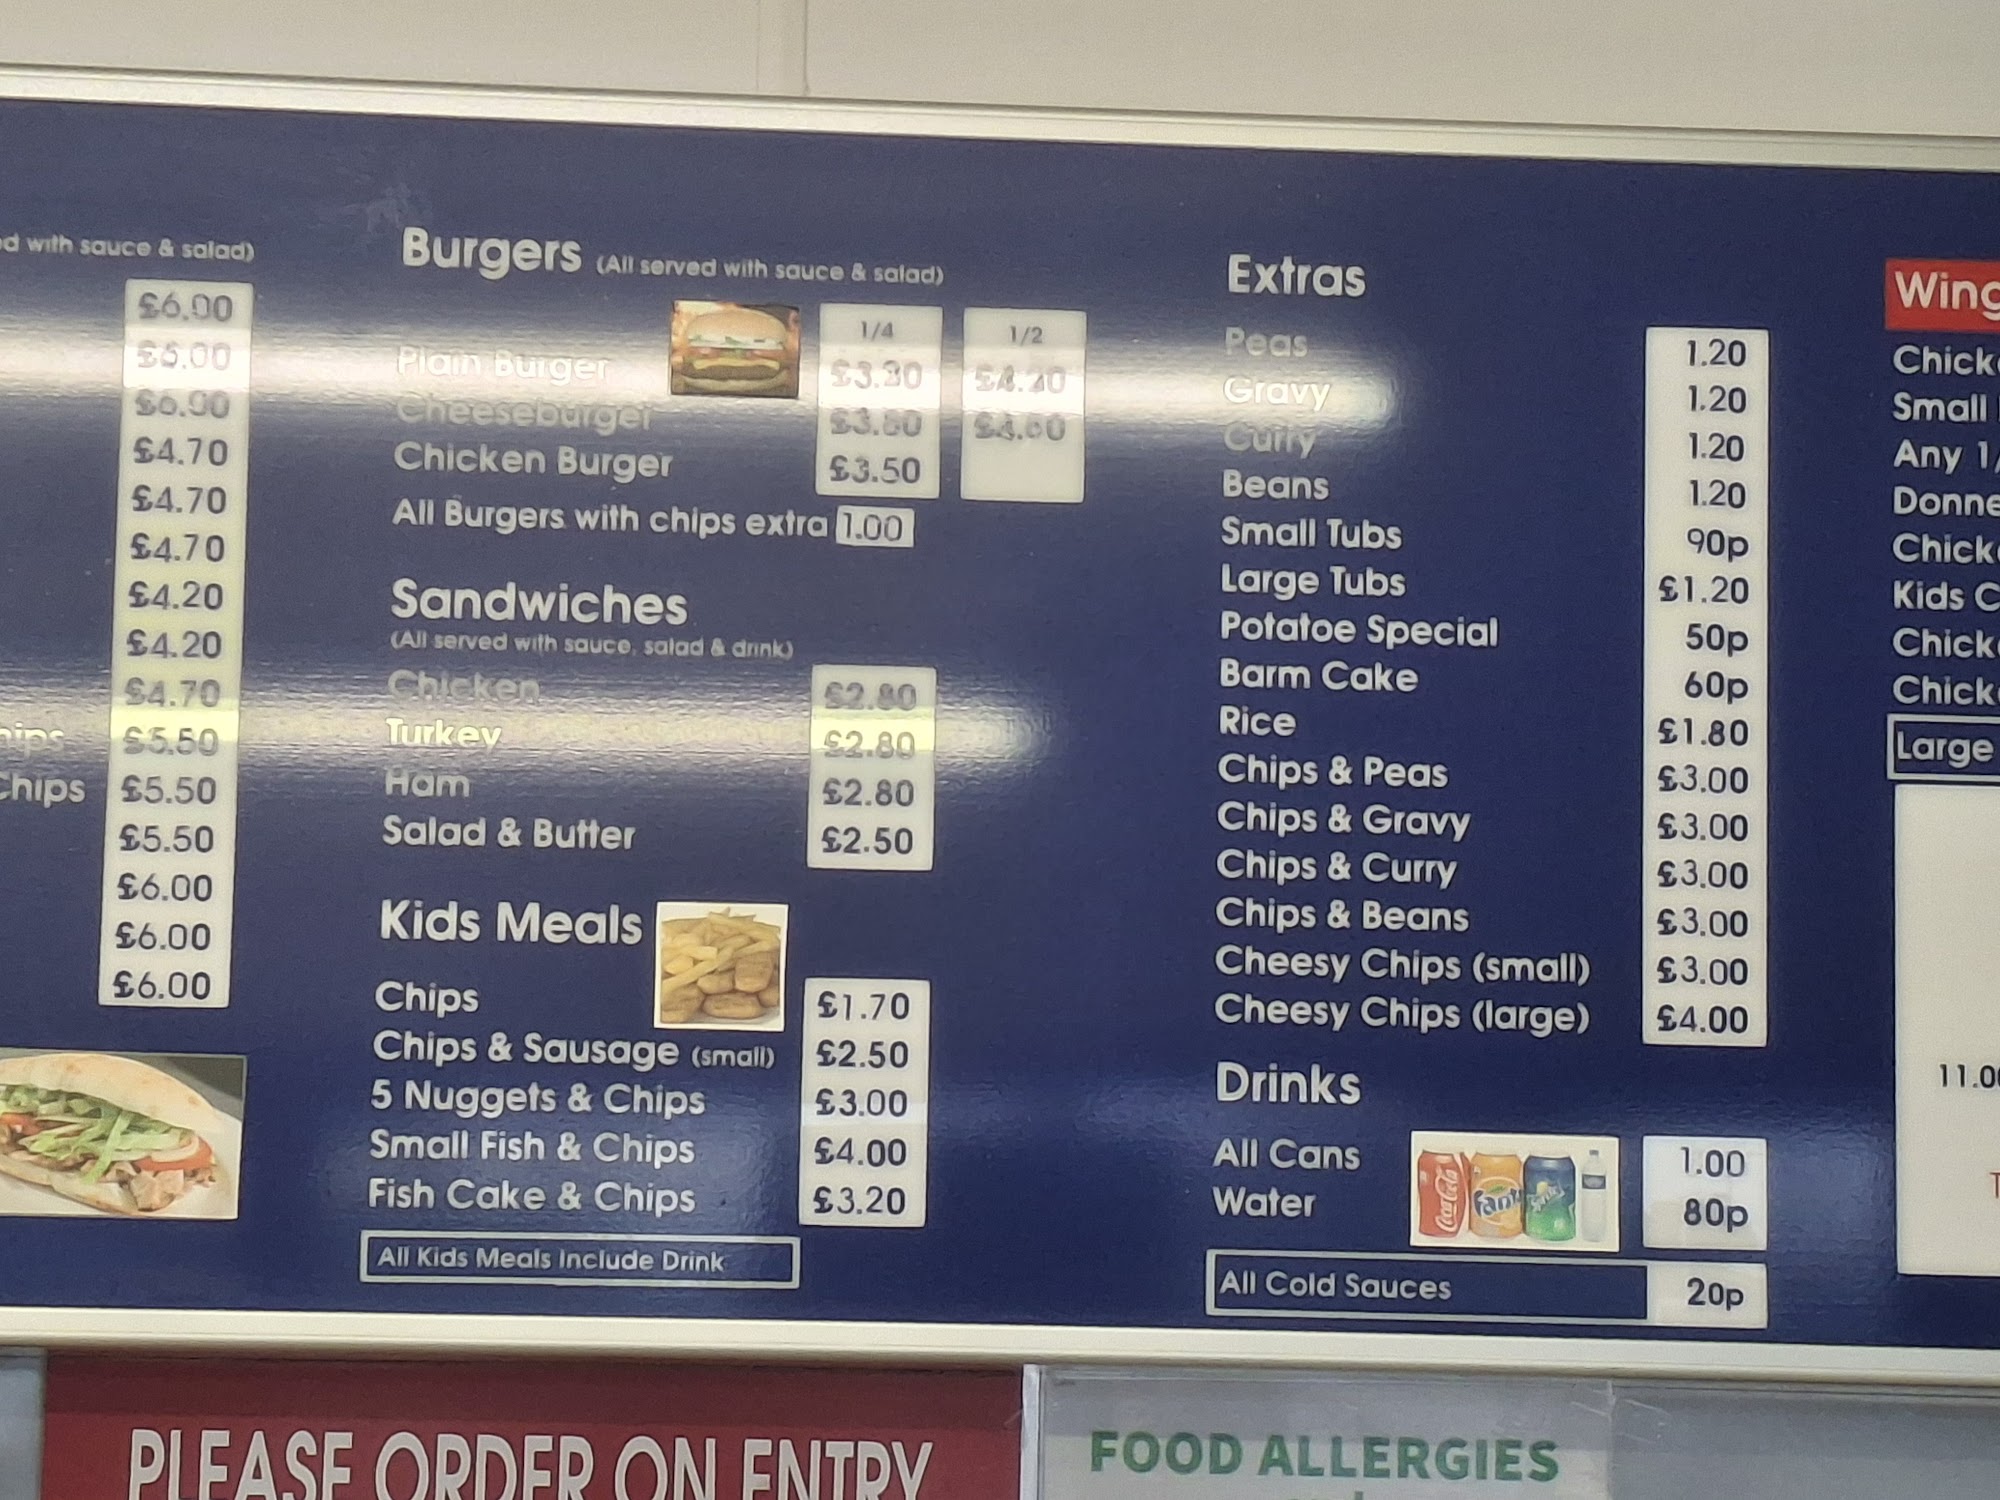 with sauce & salad)
£6.00
£6.00
£6.00
£4.70
£4.70
£4.70
£4.20
£4.20
£4.70
£5.50
Chips £5.50
£5.50
£6.00
£6.00
£6.00
Burgers (All served with sauce & salad)
1/4 1/2
Plain Burger
Cheeseburger
Chicken Burger £3.50
All Burgers with chips extra 1.00
Sandwiches
(All served with sauce, salad & drink)
Chicken £2.80
Turkey £2.80
Ham £2.80
Salad & Butter £2.50
Kids Meals
Chips £1.70
Chips & Sausage (small) £2.50
5 Nuggets & Chips £3.00
Small Fish & Chips £4.00
Fish Cake & Chips £3.20
All Kids Meals Include Drink
Extras
Peas 1.20
Gravy 1.20
Curry 1.20
Beans 1.20
Small Tubs 90p
Large Tubs £1.20
Potatoe Special 50p
Barm Cake 60p
Rice £1.80
Chips & Peas £3.00
Chips & Gravy £3.00
Chips & Curry £3.00
Chips & Beans £3.00
Cheesy Chips (small) £3.00
Cheesy Chips (large) £4.00
Drinks
All Cans 1.00
Water 80p
Coca-Cola
Fanta
Sprite
All Cold Sauces 20p
Wing
Small
Any
Kids
Large
PLEASE ORDER ON ENTRY
FOOD ALLERGIES